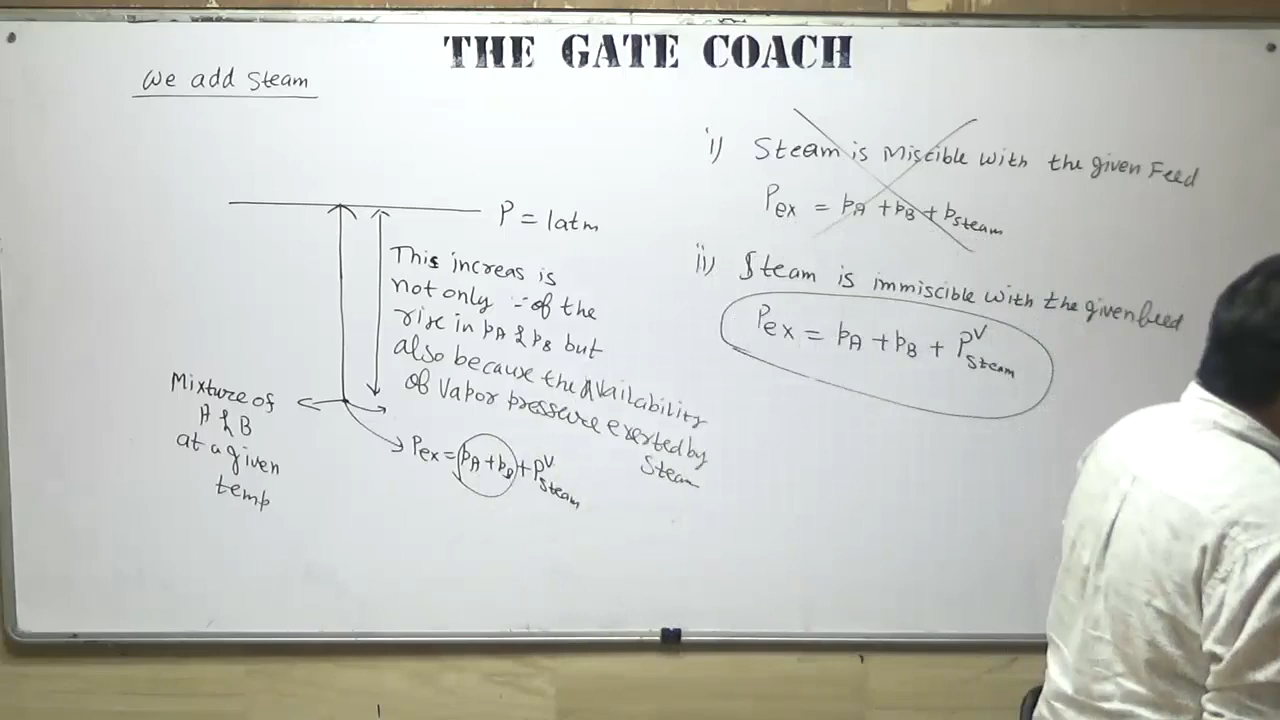 THE GATE COACH
We add Steam
P = 1atm
This increas is
not only ∵ of the
rise in pA & pB but
also because the Availability
of Vapor pressure exerted by
Steam
Mixture of
A & B
at a given
temp
Pex = pA + pB + P^V Steam
i) Steam is Miscible with the given Feed
Pex = pA + pB + pSteam
ii) Steam is immiscible with the given feed
Pex = pA + pB + P^V Steam